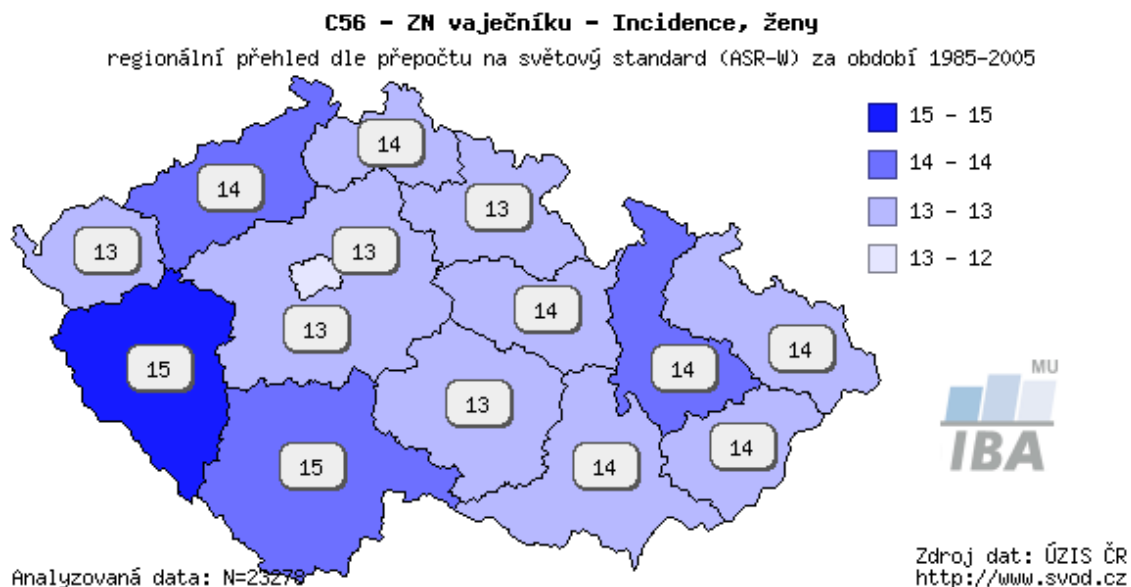 C56 - ZN vaječníku - Incidence, ženy
regionální přehled dle přepočtu na světový standard (ASR-W) za období 1985-2005
15 - 15
14 - 14
13 - 13
13 - 12
14
14
13
13
13
14
13
15
14
14
13
14
15
14
MU
IBA
Zdroj dat: ÚZIS ČR
Analyzovaná data:
http://www.svod.cz